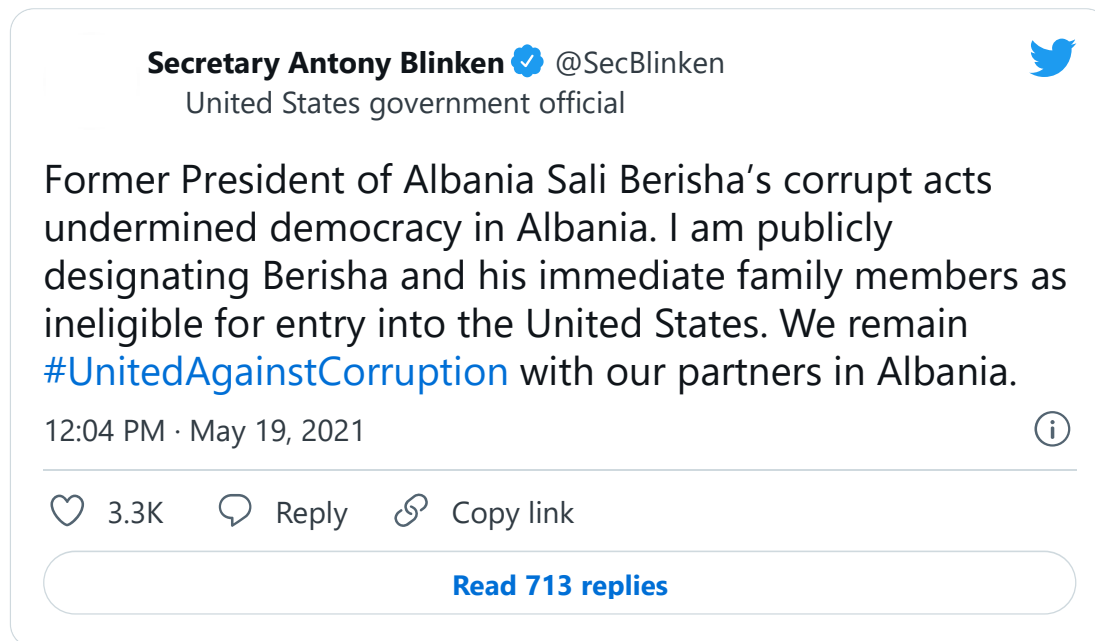 Secretary Antony Blinken @SecBlinken
United States government official
Former President of Albania Sali Berisha’s corrupt acts
undermined democracy in Albania. I am publicly
designating Berisha and his immediate family members as
ineligible for entry into the United States. We remain
#UnitedAgainstCorruption with our partners in Albania.
12:04 PM · May 19, 2021
3.3K Reply Copy link
Read 713 replies